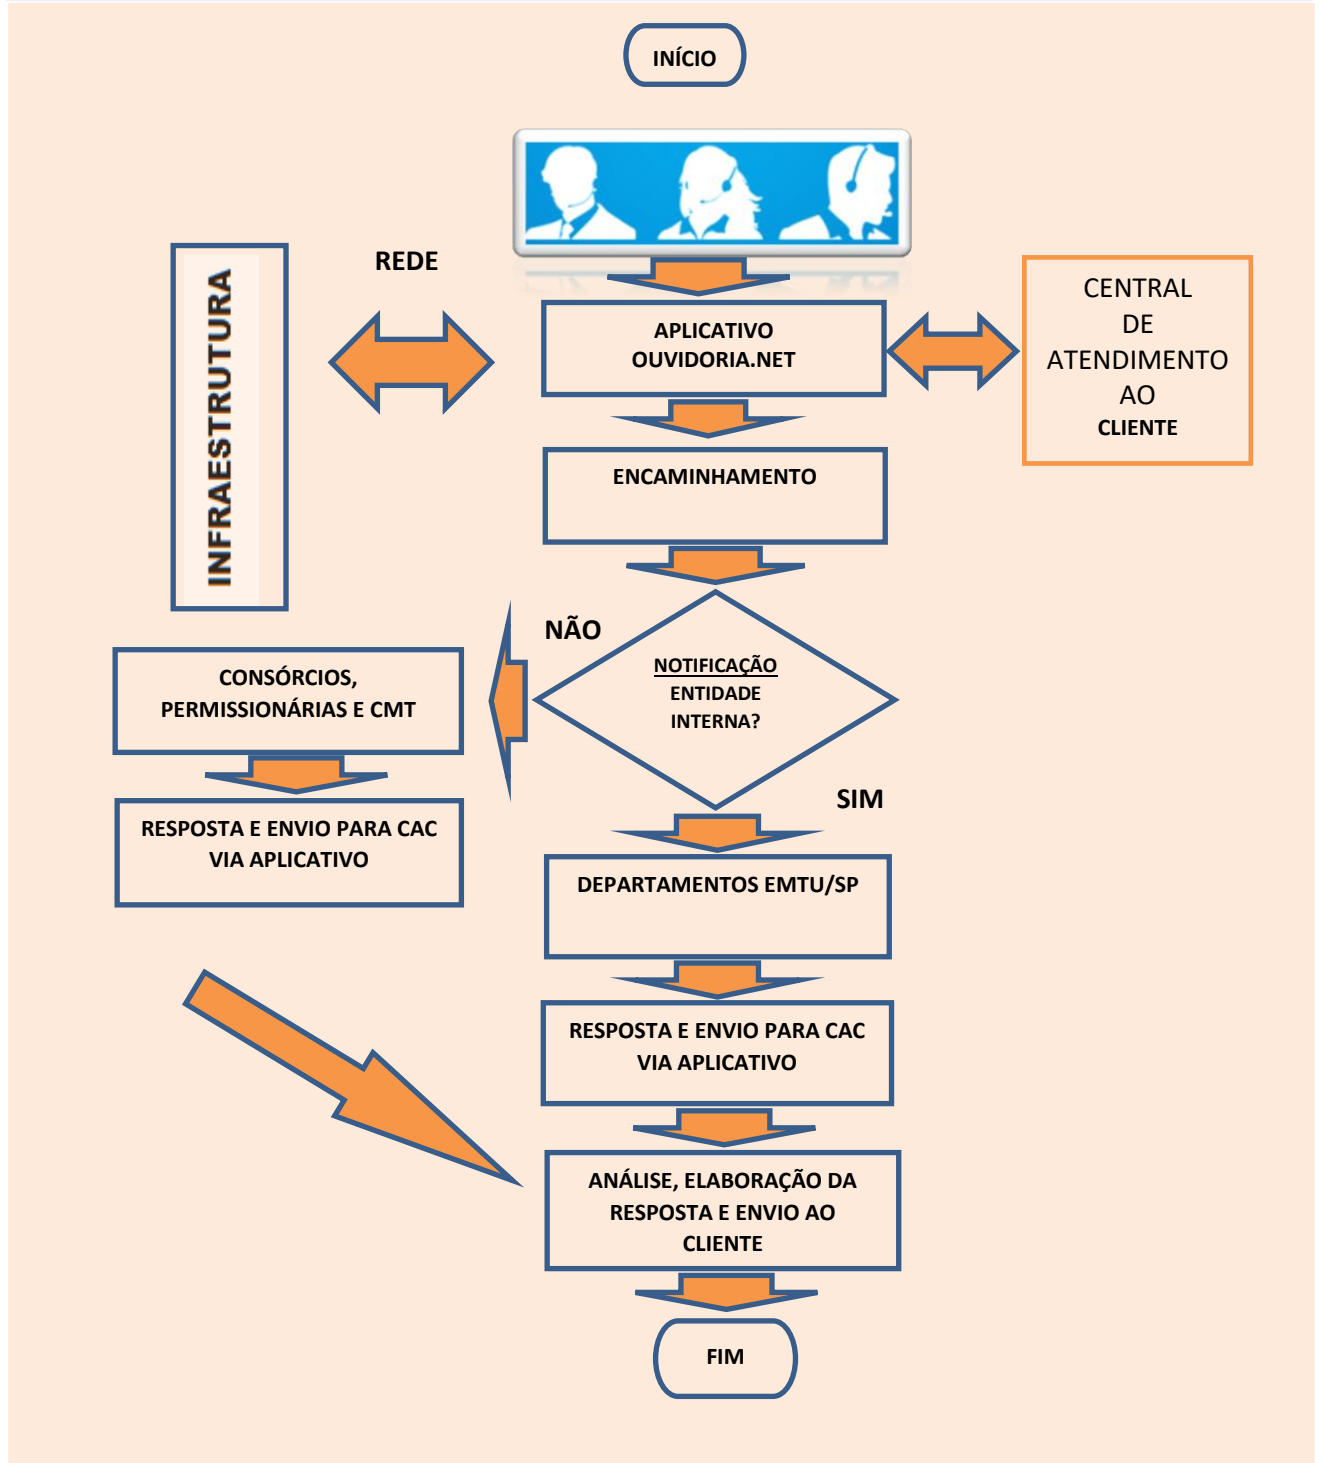 INÍCIO
REDE
INFRAESTRUTURA
APLICATIVO
OUVIDORIA.NET
CENTRAL
DE
ATENDIMENTO
AO
CLIENTE
ENCAMINHAMENTO
NÃO
NOTIFICAÇÃO
ENTIDADE
INTERNA?
CONSÓRCIOS,
PERMISSIONÁRIAS E CMT
SIM
RESPOSTA E ENVIO PARA CAC
VIA APLICATIVO
DEPARTAMENTOS EMTU/SP
RESPOSTA E ENVIO PARA CAC
VIA APLICATIVO
ANÁLISE, ELABORAÇÃO DA
RESPOSTA E ENVIO AO
CLIENTE
FIM